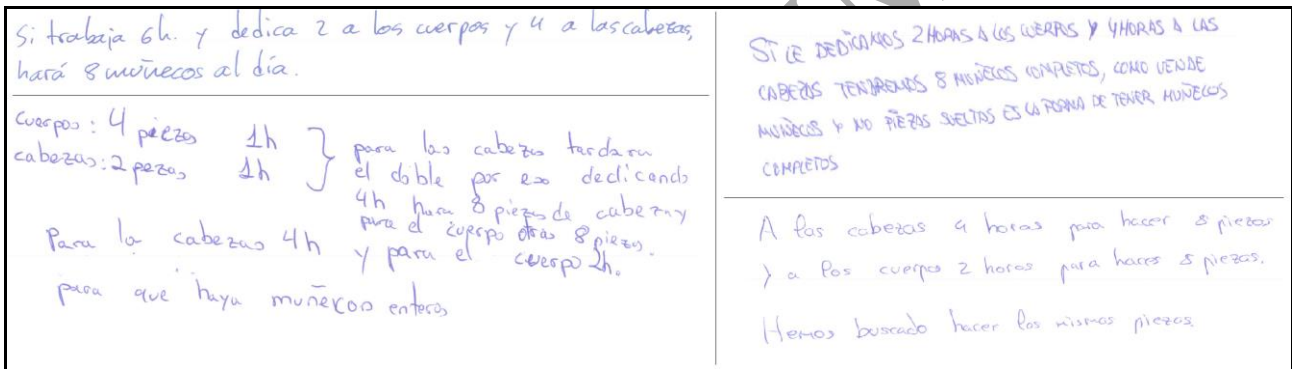 Si trabaja 6h. y dedica 2 a los cuerpos y 4 a las cabezas,
hará 8 muñecos al día.
cuerpos: 4 piezas 1h
cabezas: 2 pezas 1h
para las cabezas tardara
el doble por eso dedicando
4h hara 8 piezas de cabeza y
para el cuerpo otras 8 piezas.
Para la cabezas 4h y para el cuerpo 2h.
para que haya muñecos enteros
SI LE DEDICAMOS 2 HORAS A LOS CUERPOS Y 4 HORAS A LAS
CABEZAS TENDREMOS 8 MUÑECOS COMPLETOS, COMO VENDE
MUÑECOS Y NO PIEZAS SUELTAS ES LA FORMA DE TENER MUÑECOS
COMPLETOS
A las cabezas 4 horas para hacer 8 piezas
y a los cuerpos 2 horas para hacer 8 piezas.
Hemos buscado hacer las mismas piezas.